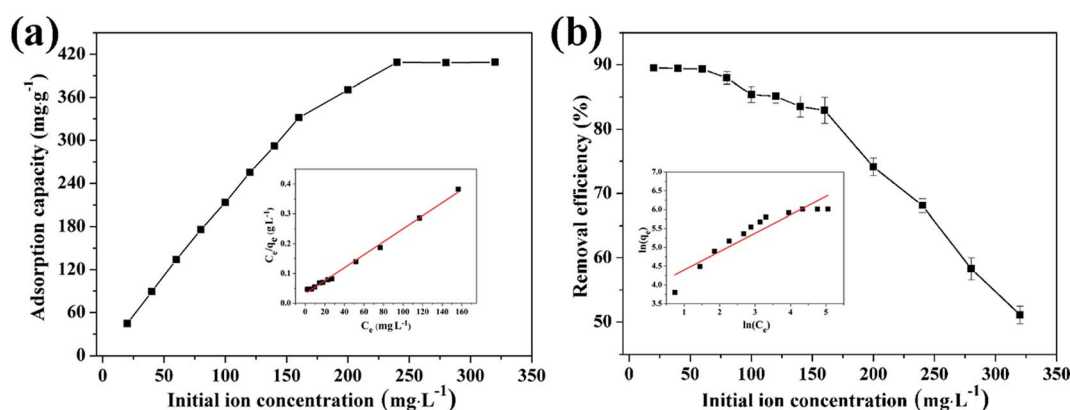 (a)
Adsorption capacity (mg·g⁻¹)
420
360
300
240
180
120
60
0
0 50 100 150 200 250 300 350
Initial ion concentration (mg·L⁻¹)
Cₑ/qₑ (g L⁻¹)
0.4
0.3
0.2
0.1
0.0
0 20 40 60 80 100 120 140 160
Cₑ (mg L⁻¹)
(b)
Removal efficiency (%)
90
80
70
60
50
0 50 100 150 200 250 300 350
Initial ion concentration (mg·L⁻¹)
ln(qₑ)
6.5
6.0
5.5
5.0
4.5
4.0
3.5
1 2 3 4 5
ln(Cₑ)